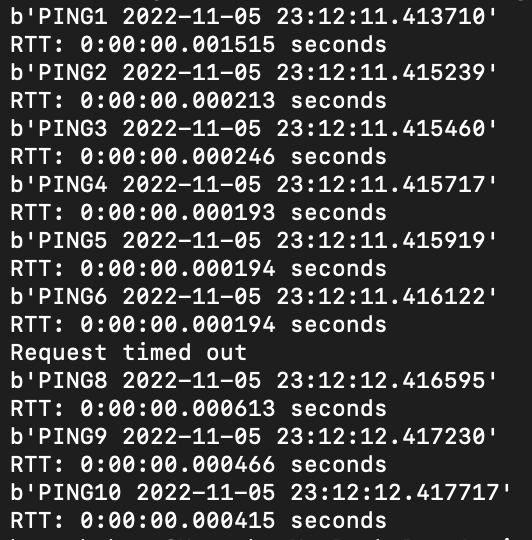 b'PING1 2022-11-05 23:12:11.413710'
RTT: 0:00:00.001515 seconds
b'PING2 2022-11-05 23:12:11.415239'
RTT: 0:00:00.000213 seconds
b'PING3 2022-11-05 23:12:11.415460'
RTT: 0:00:00.000246 seconds
b'PING4 2022-11-05 23:12:11.415717'
RTT: 0:00:00.000193 seconds
b'PING5 2022-11-05 23:12:11.415919'
RTT: 0:00:00.000194 seconds
b'PING6 2022-11-05 23:12:11.416122'
RTT: 0:00:00.000194 seconds
Request timed out
b'PING8 2022-11-05 23:12:12.416595'
RTT: 0:00:00.000613 seconds
b'PING9 2022-11-05 23:12:12.417230'
RTT: 0:00:00.000466 seconds
b'PING10 2022-11-05 23:12:12.417717'
RTT: 0:00:00.000415 seconds